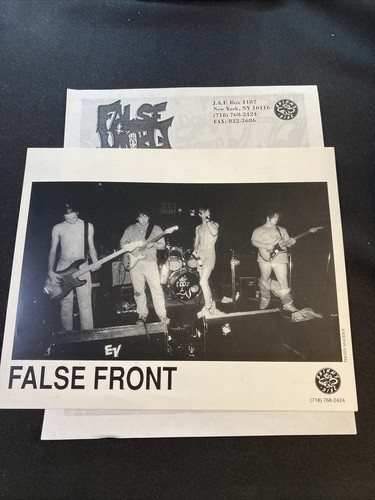 FALSE
FRONT
J.A.F. Box 1187
New York, NY 10116
(718) 768-2424
FAX: 832-3686
EV
FALSE FRONT
(718) 768-2424